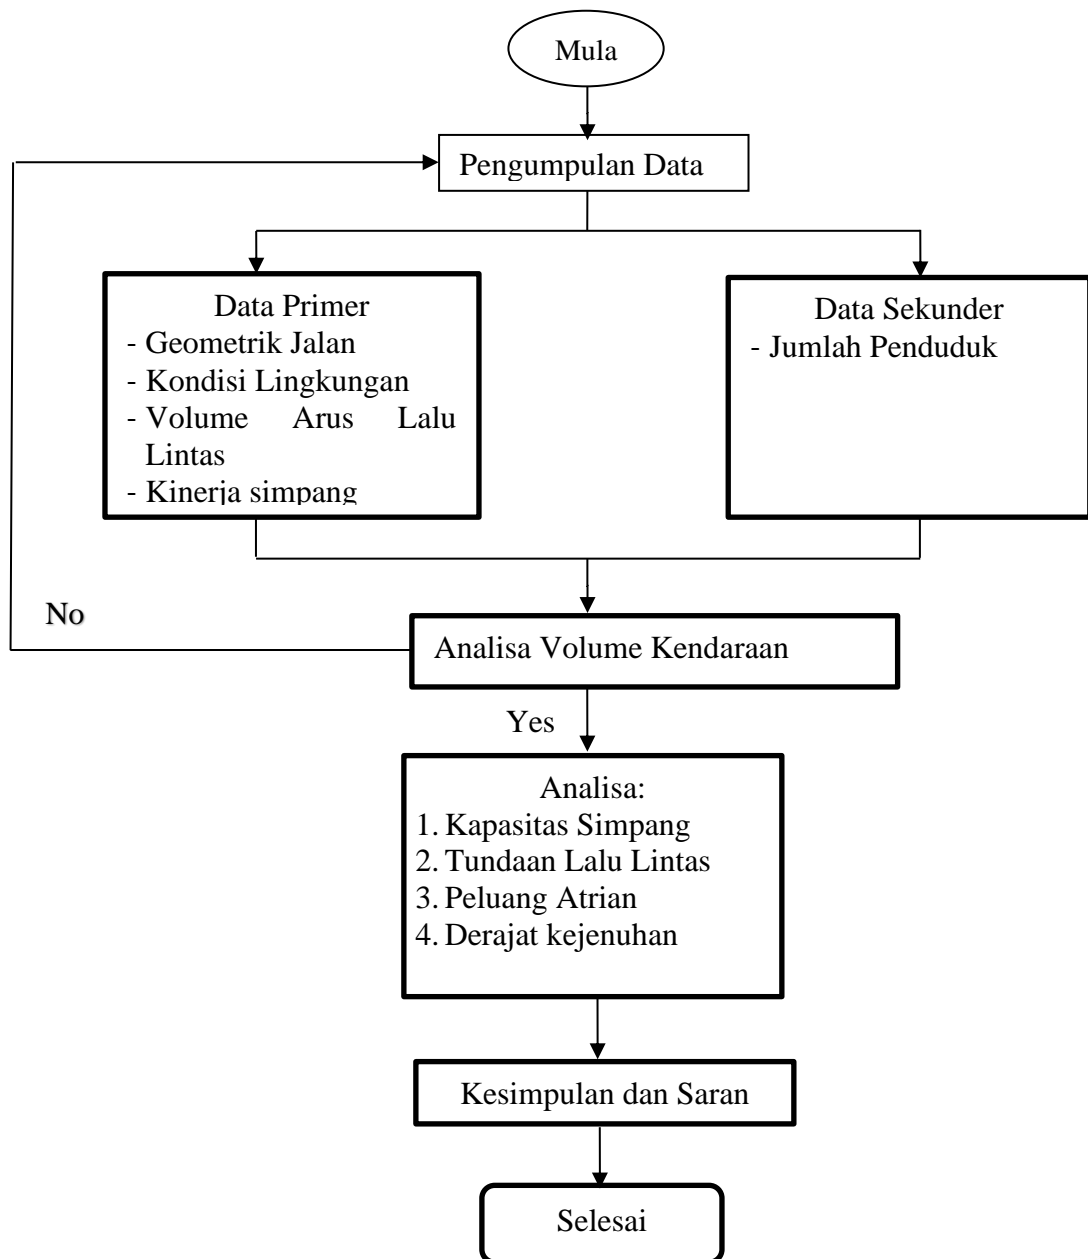 Mula
Pengumpulan Data
Data Primer
- Geometrik Jalan
- Kondisi Lingkungan
- Volume Arus Lalu
Lintas
- Kinerja simpang
Data Sekunder
- Jumlah Penduduk
No
Analisa Volume Kendaraan
Yes
Analisa:
1. Kapasitas Simpang
2. Tundaan Lalu Lintas
3. Peluang Atrian
4. Derajat kejenuhan
Kesimpulan dan Saran
Selesai